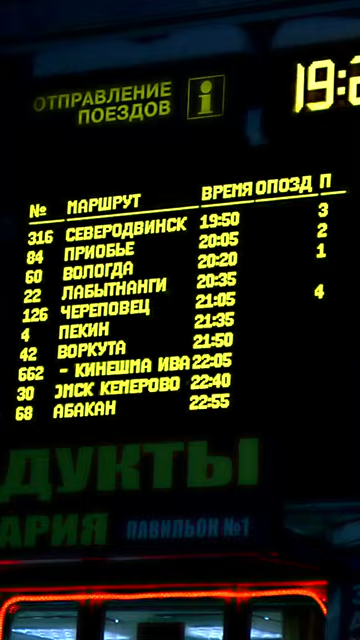 ОТПРАВЛЕНИЕ
ПОЕЗДОВ
i
№ МАРШРУТ ВРЕМЯ ОПОЗД П
316 СЕВЕРОДВИНСК 19:50 3
84 ПРИОБЬЕ 20:05 2
60 ВОЛОГДА 20:20 1
22 ЛАБЫТНАНГИ 20:35
126 ЧЕРЕПОВЕЦ 21:05 4
4 ПЕКИН 21:35
42 ВОРКУТА 21:50
662 - КИНЕШМА ИВА 22:05
30 ОМСК КЕМЕРОВО 22:40
68 АБАКАН 22:55
ДУКТЫ
АРИЯ ПАВИЛЬОН №1